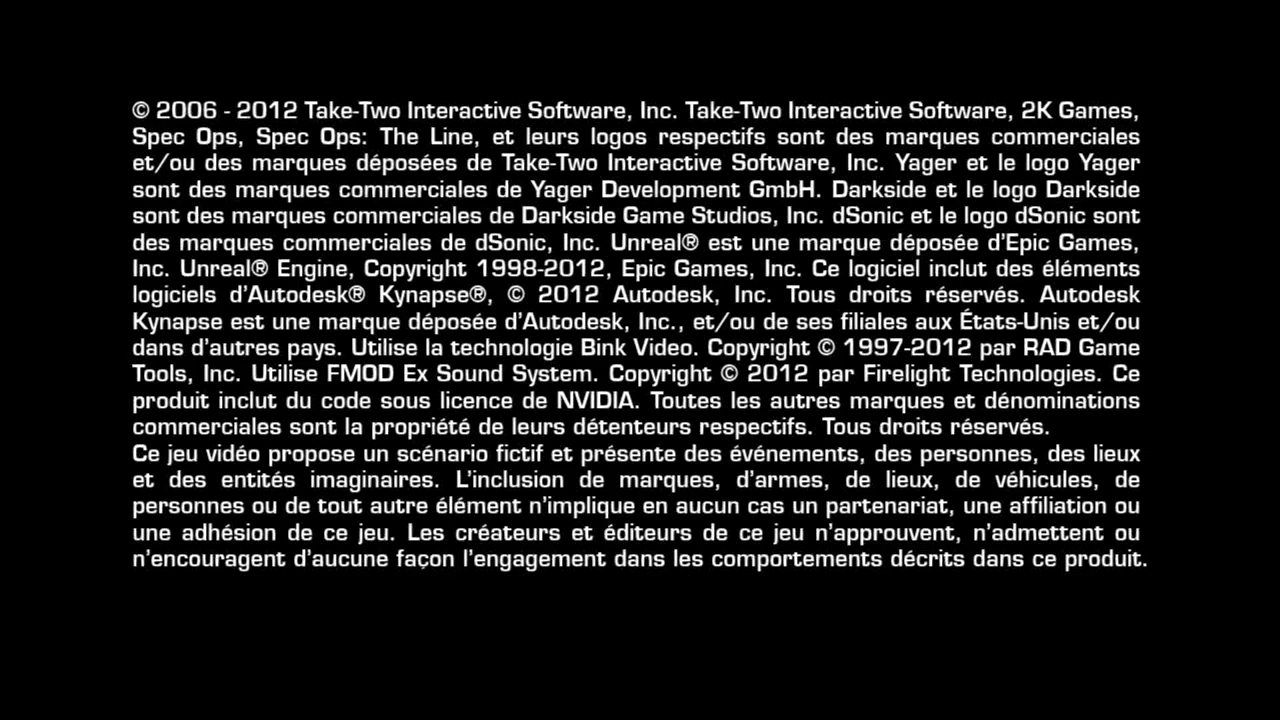 © 2006 - 2012 Take-Two Interactive Software, Inc. Take-Two Interactive Software, 2K Games,
Spec Ops, Spec Ops: The Line, et leurs logos respectifs sont des marques commerciales
et/ou des marques déposées de Take-Two Interactive Software, Inc. Yager et le logo Yager
sont des marques commerciales de Yager Development GmbH. Darkside et le logo Darkside
sont des marques commerciales de Darkside Game Studios, Inc. dSonic et le logo dSonic sont
des marques commerciales de dSonic, Inc. Unreal® est une marque déposée d'Epic Games,
Inc. Unreal® Engine, Copyright 1998-2012, Epic Games, Inc. Ce logiciel inclut des éléments
logiciels d'Autodesk® Kynapse®, © 2012 Autodesk, Inc. Tous droits réservés. Autodesk
Kynapse est une marque déposée d'Autodesk, Inc., et/ou de ses filiales aux États-Unis et/ou
dans d'autres pays. Utilise la technologie Bink Video. Copyright © 1997-2012 par RAD Game
Tools, Inc. Utilise FMOD Ex Sound System. Copyright © 2012 par Firelight Technologies. Ce
produit inclut du code sous licence de NVIDIA. Toutes les autres marques et dénominations
commerciales sont la propriété de leurs détenteurs respectifs. Tous droits réservés.
Ce jeu vidéo propose un scénario fictif et présente des événements, des personnes, des lieux
et des entités imaginaires. L'inclusion de marques, d'armes, de lieux, de véhicules, de
personnes ou de tout autre élément n'implique en aucun cas un partenariat, une affiliation ou
une adhésion de ce jeu. Les créateurs et éditeurs de ce jeu n'approuvent, n'admettent ou
n'encouragent d'aucune façon l'engagement dans les comportements décrits dans ce produit.